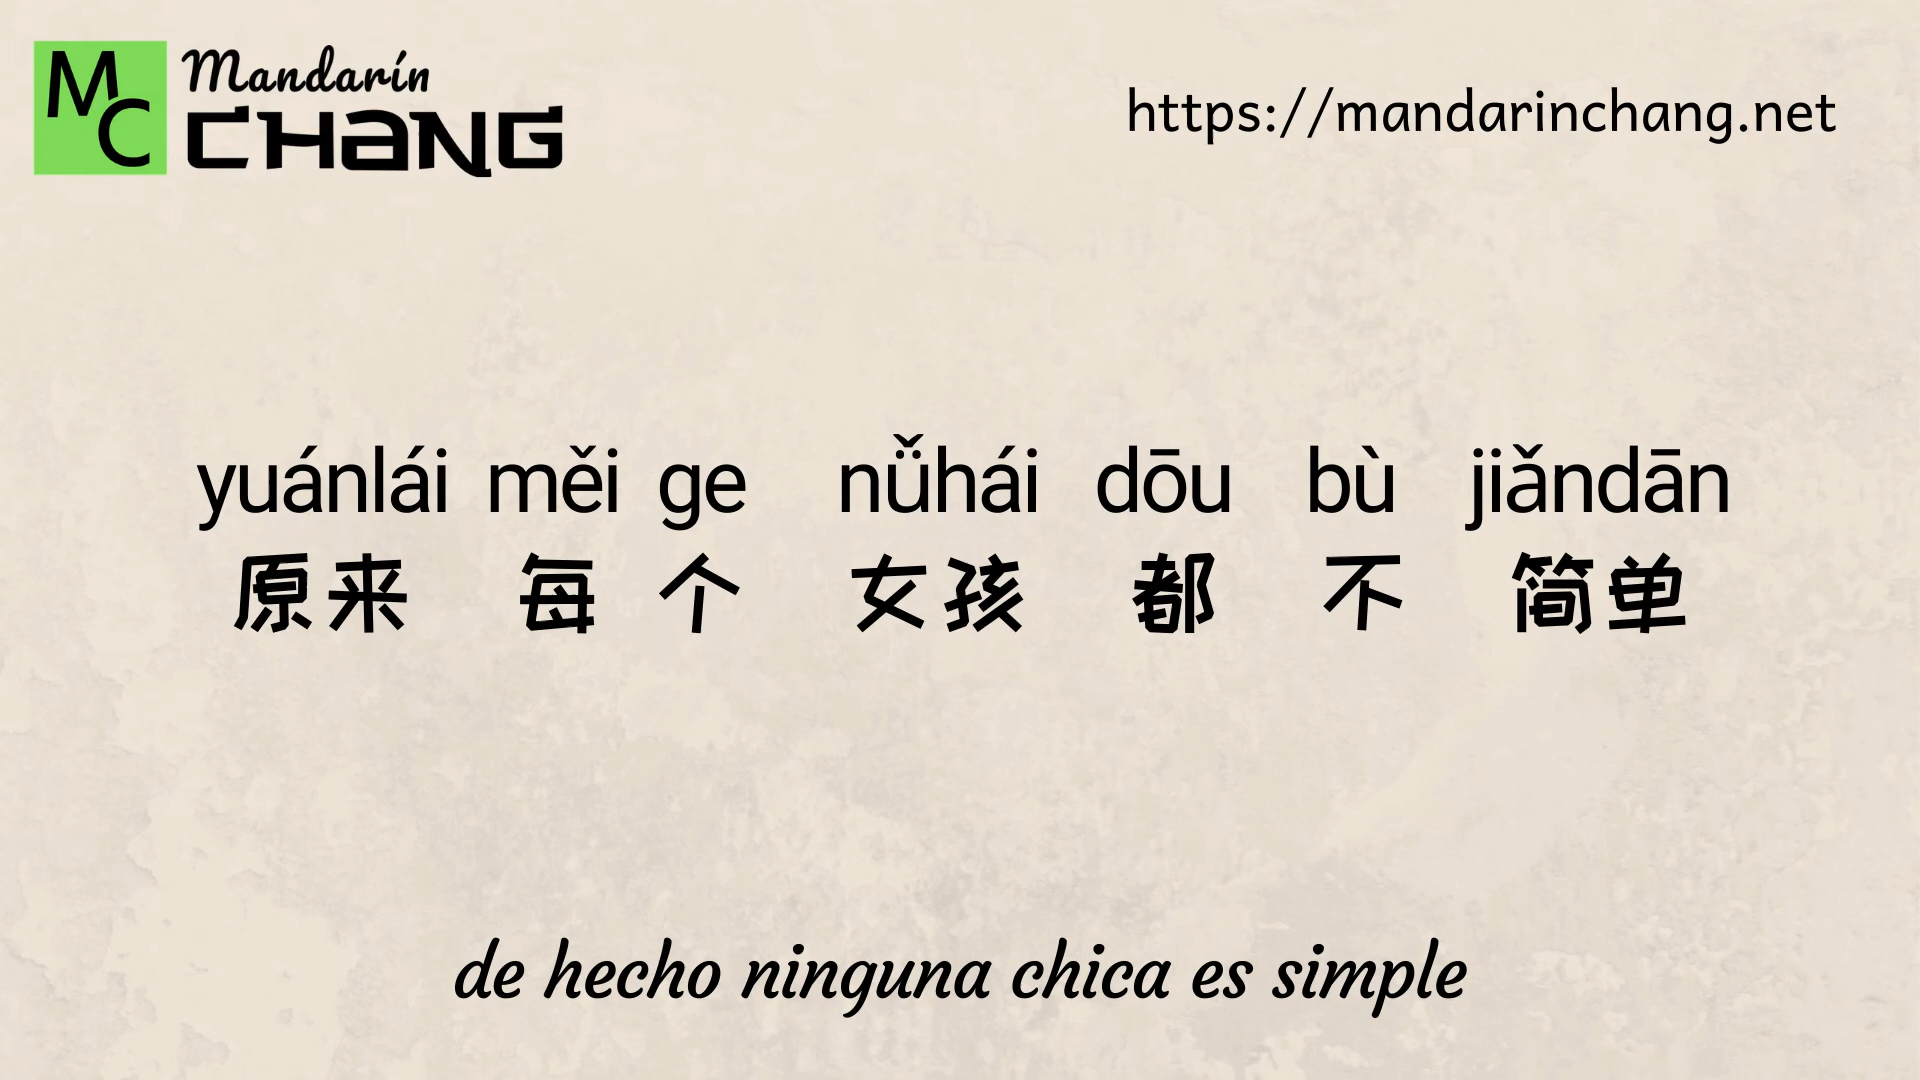 MC
Mandarín
CHANG
https://mandarinchang.net
yuánlái měi ge nǚhái dōu bù jiǎndān
原来 每 个 女孩 都 不 简单
de hecho ninguna chica es simple